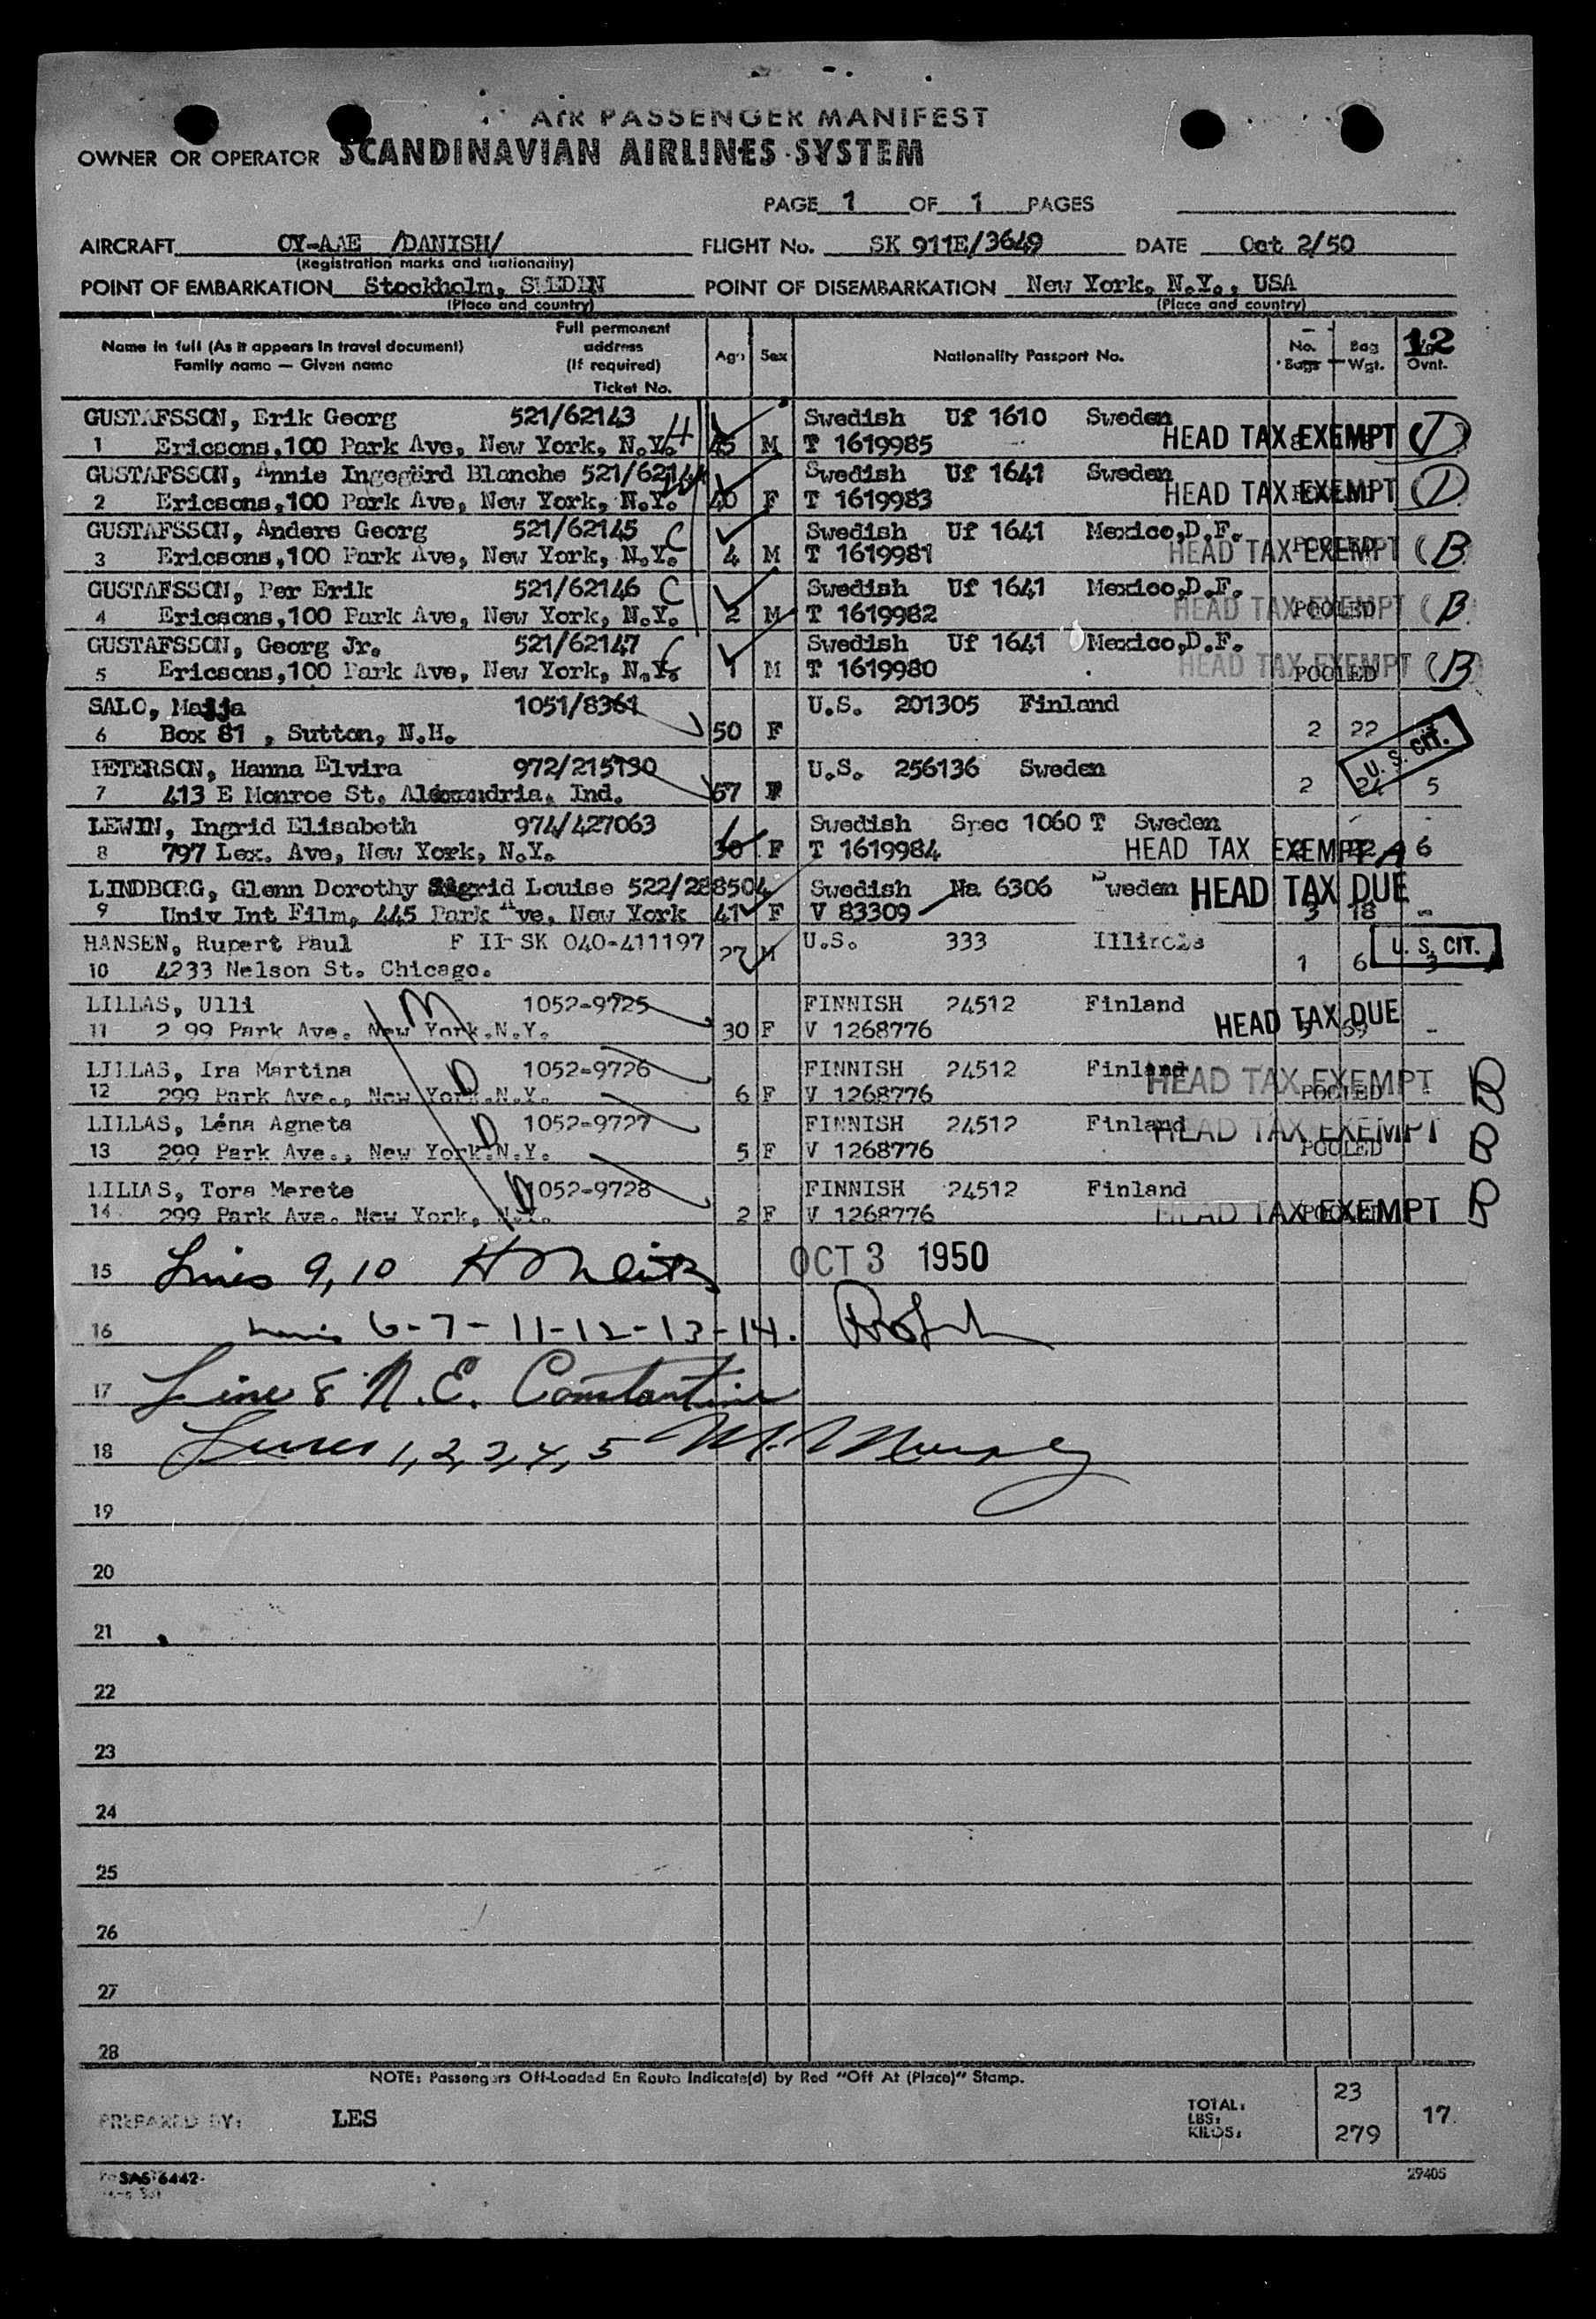 AIR PASSENGER MANIFEST
OWNER OR OPERATOR SCANDINAVIAN AIRLINES SYSTEM
PAGE 1 OF 1 PAGES
AIRCRAFT OY-AAE /DANISH/ FLIGHT No. SK 911E/3649 DATE Oct 2/50
(Registration marks and nationality)
POINT OF EMBARKATION Stockholm, SWEDEN POINT OF DISEMBARKATION New York, N.Y., USA
(Place and country) (Place and country)
Name in full (As it appears in travel document) Full permanent address (If required) Age Sex Nationality Passport No. No. Bags Bag Wgt. Ovnt. 12
Family name — Given name Ticket No.
GUSTAFSSON, Erik Georg 521/62143 Swedish Uf 1610 Sweden
1 Ericsons,100 Park Ave, New York, N.Y. H 45 M T 1619985 HEAD TAX EXEMPT D
GUSTAFSSON, Annie Ingegärd Blanche 521/62144 Swedish Uf 1641 Sweden
2 Ericsons,100 Park Ave, New York, N.Y. W 40 F T 1619983 HEAD TAX EXEMPT D
GUSTAFSSON, Anders Georg 521/62145 C Swedish Uf 1641 Mexico,D.F.
3 Ericsons,100 Park Ave, New York, N.Y. 4 M T 1619981 HEAD TAX EXEMPT POOLED B
GUSTAFSSON, Per Erik 521/62146 C Swedish Uf 1641 Mexico,D.F.
4 Ericsons,100 Park Ave, New York, N.Y. 2 M T 1619982 HEAD TAX EXEMPT POOLED B
GUSTAFSSON, Georg Jr. 521/62147 C Swedish Uf 1641 Mexico,D.F.
5 Ericsons,100 Park Ave, New York, N.Y. 1 M T 1619980 HEAD TAX EXEMPT POOLED B
SALO, Maija 1051/8361 U.S. 201305 Finland
6 Box 81 , Sutton, N.H. 50 F 2 22 U. S. CIT.
PETERSON, Hanna Elvira 972/215130 U.S. 256136 Sweden
7 413 E Monroe St. Alexandria, Ind. 67 F 2 24 5
LEWIN, Ingrid Elisabeth 974/427063 Swedish Spec 1060 T Sweden
8 797 Lex. Ave, New York, N.Y. 30 F T 1619984 HEAD TAX EXEMPT A 22 6
LINDBORG, Glenn Dorothy Sigrid Louise 522/288504 Swedish Na 6306 Sweden HEAD TAX DUE
9 Univ Int Film, 445 Park Ave, New York 41 F V 83309 3 18 -
HANSEN, Rupert Paul F II-SK 040-411197 U.S. 333 Illinois
10 4233 Nelson St. Chicago. 27 M 1 6 3 U. S. CIT.
LILLAS, Ulli M 1052-9725 FINNISH 24512 Finland
11 2 99 Park Ave. New York.N.Y. 30 F V 1268776 HEAD TAX DUE -
LILLAS, Ira Martina 1052-9726 FINNISH 24512 Finland
12 299 Park Ave., New York.N.Y. D 6 F V 1268776 HEAD TAX EXEMPT POOLED B
LILLAS, Léna Agneta 1052-9727 FINNISH 24512 Finland
13 299 Park Ave., New York.N.Y. D 5 F V 1268776 HEAD TAX EXEMPT POOLED B
LILLAS, Tora Merete 1052-9728 FINNISH 24512 Finland
14 299 Park Ave. New York, N.Y. D 2 F V 1268776 HEAD TAX EXEMPT POOLED B
15 Lines 9, 10 OCT 3 1950
16 Lines 6-7-11-12-13-14.
17 Line 8 N. E. Constantine
18 Lines 1, 2, 3, 4, 5 M. Murphy
19
20
21
22
23
24
25
26
27
28
NOTE: Passengers Off-Loaded En Route Indicate(d) by Red "Off At (Place)" Stamp.
PREPARED BY: LES TOTAL: 23
LBS: 17
KILOS: 279
SAS 6442 29405